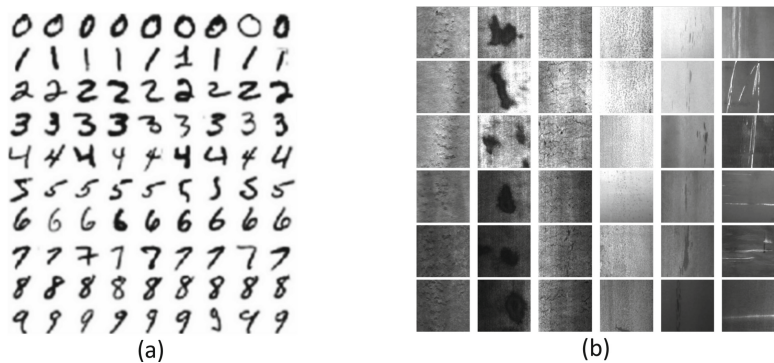 0 0 0 0 0 0 0 0 0
1 1 1 1 1 1 1 1 1
2 2 2 2 2 2 2 2 2
3 3 3 3 3 3 3 3 3
4 4 4 4 4 4 4 4 4
5 5 5 5 5 5 5 5 5
6 6 6 6 6 6 6 6 6
7 7 7 7 7 7 7 7 7
8 8 8 8 8 8 8 8 8
9 9 9 9 9 9 9 9 9
(a)
(b)